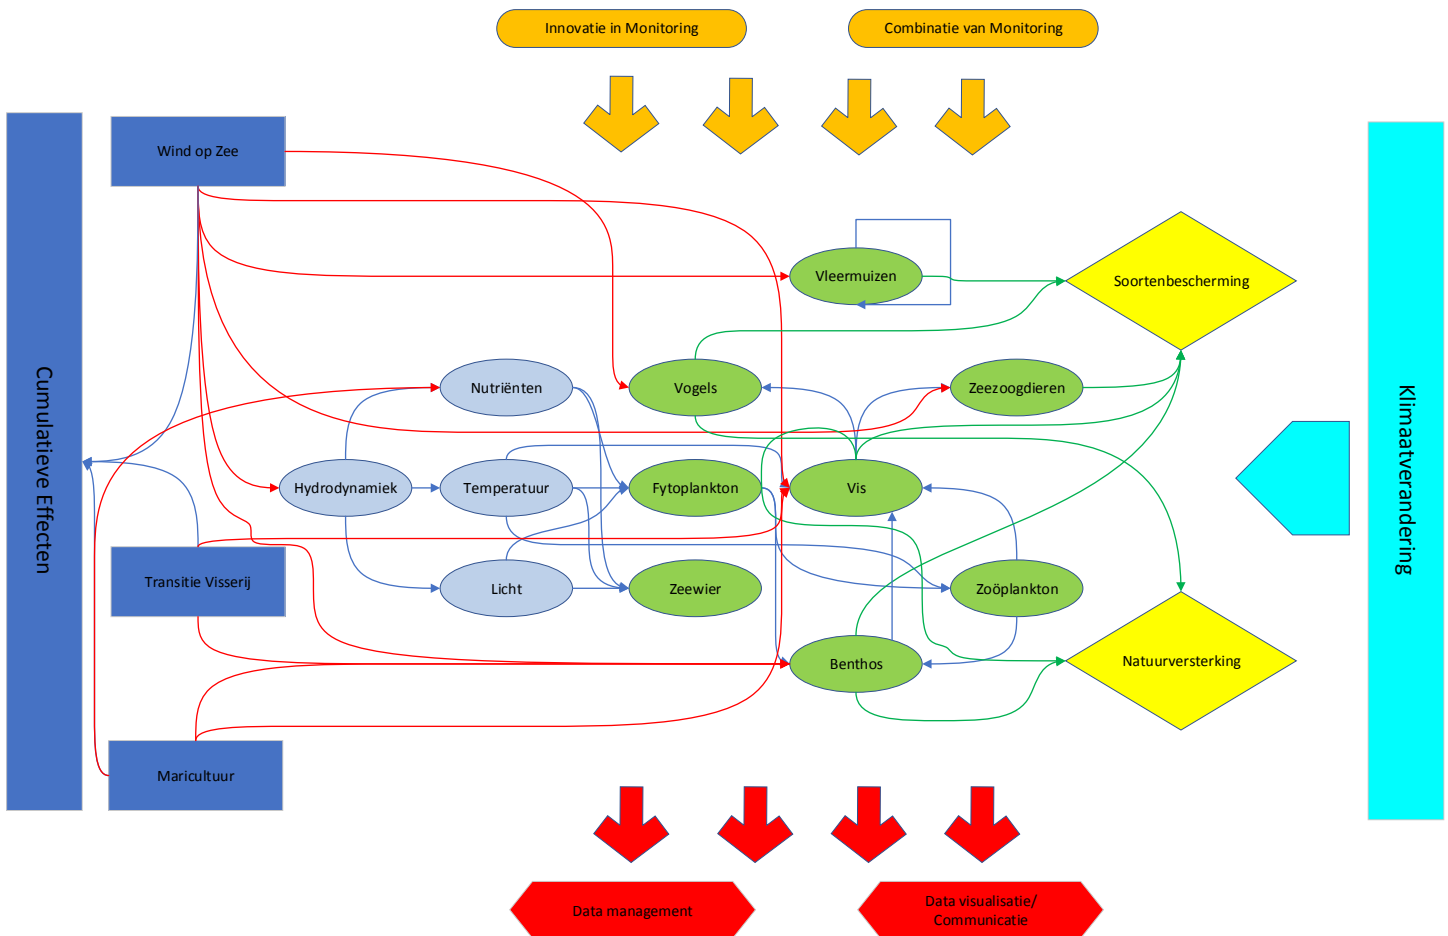 Innovatie in Monitoring
Combinatie van Monitoring
Wind op Zee
Vleermuizen
Soortenbescherming
Cumulatieve Effecten
Nutriënten
Vogels
Zeezoogdieren
Klimaatverandering
Hydrodynamiek
Temperatuur
Fytoplankton
Vis
Transitie Visserij
Licht
Zeewier
Zoöplankton
Benthos
Natuurversterking
Maricultuur
Data management
Data visualisatie/
Communicatie